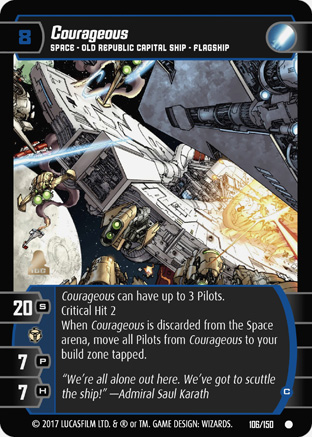 8
Courageous
SPACE · OLD REPUBLIC CAPITAL SHIP · FLAGSHIP
20 S
7 P
7 H
Courageous can have up to 3 Pilots.
Critical Hit 2
When Courageous is discarded from the Space
arena, move all Pilots from Courageous to your
build zone tapped.
“We’re all alone out here. We’ve got to scuttle
the ship!” —Admiral Saul Karath
C
© 2017 LUCASFILM LTD. & ® or TM. GAME DESIGN: WIZARDS.
106/150